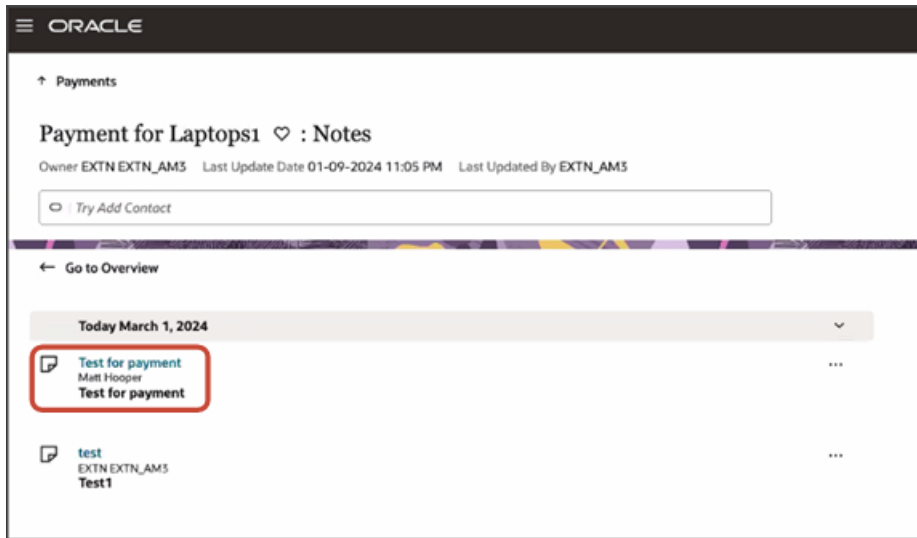 ORACLE
Payments
Payment for Laptops1 : Notes
Owner EXTN EXTN_AM3 Last Update Date 01-09-2024 11:05 PM Last Updated By EXTN_AM3
Try Add Contact
Go to Overview
Today March 1, 2024
Test for payment
Matt Hooper
Test for payment
test
EXTN EXTN_AM3
Test1